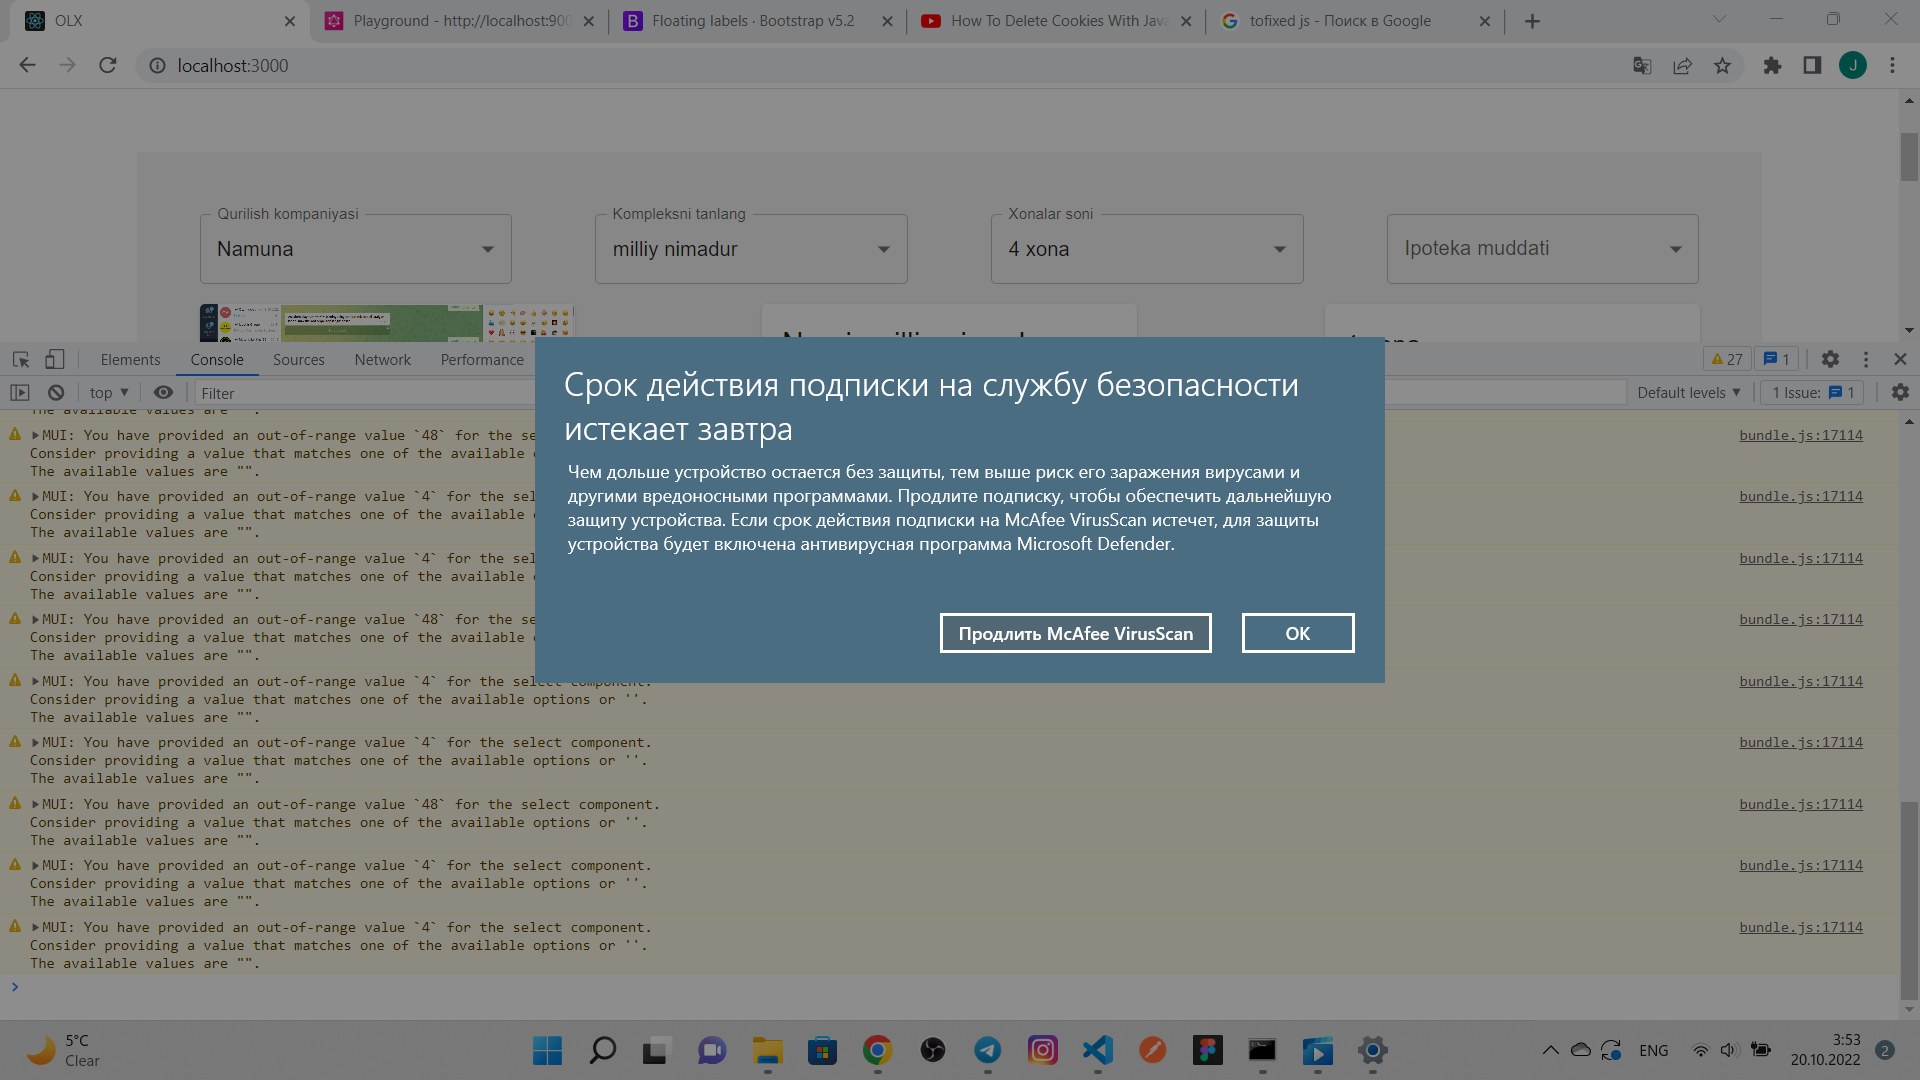 OLX
Playground - http://localhost:900
Floating labels · Bootstrap v5.2
How To Delete Cookies With Java
tofixed js - Поиск в Google
localhost:3000
J
Qurilish kompaniyasi
Namuna
Kompleksni tanlang
milliy nimadur
Xonalar soni
4 xona
Ipoteka muddati
Elements
Console
Sources
Network
Performance
27
1
top
Filter
Default levels
1 Issue:
1
The available values are "".
MUI: You have provided an out-of-range value `48` for the se
bundle.js:17114
Consider providing a value that matches one of the available
The available values are "".
MUI: You have provided an out-of-range value `4` for the sel
bundle.js:17114
Consider providing a value that matches one of the available
The available values are "".
MUI: You have provided an out-of-range value `4` for the sel
bundle.js:17114
Consider providing a value that matches one of the available
The available values are "".
MUI: You have provided an out-of-range value `48` for the se
bundle.js:17114
Consider providing a value that matches one of the available
The available values are "".
MUI: You have provided an out-of-range value `4` for the select component.
bundle.js:17114
Consider providing a value that matches one of the available options or ''.
The available values are "".
MUI: You have provided an out-of-range value `4` for the select component.
bundle.js:17114
Consider providing a value that matches one of the available options or ''.
The available values are "".
MUI: You have provided an out-of-range value `48` for the select component.
bundle.js:17114
Consider providing a value that matches one of the available options or ''.
The available values are "".
MUI: You have provided an out-of-range value `4` for the select component.
bundle.js:17114
Consider providing a value that matches one of the available options or ''.
The available values are "".
MUI: You have provided an out-of-range value `4` for the select component.
bundle.js:17114
Consider providing a value that matches one of the available options or ''.
The available values are "".
Срок действия подписки на службу безопасности
истекает завтра
Чем дольше устройство остается без защиты, тем выше риск его заражения вирусами и
другими вредоносными программами. Продлите подписку, чтобы обеспечить дальнейшую
защиту устройства. Если срок действия подписки на McAfee VirusScan истечет, для защиты
устройства будет включена антивирусная программа Microsoft Defender.
Продлить McAfee VirusScan
ОК
5°C
Clear
ENG
3:53
20.10.2022
2